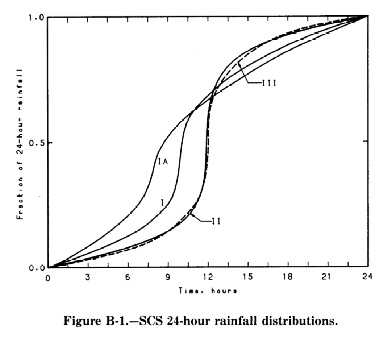 Fraction of 24-hour rainfall
1.0
0.5
0.0
IA
I
II
III
0 3 6 9 12 15 18 21 24
Time, hours
Figure B-1.—SCS 24-hour rainfall distributions.